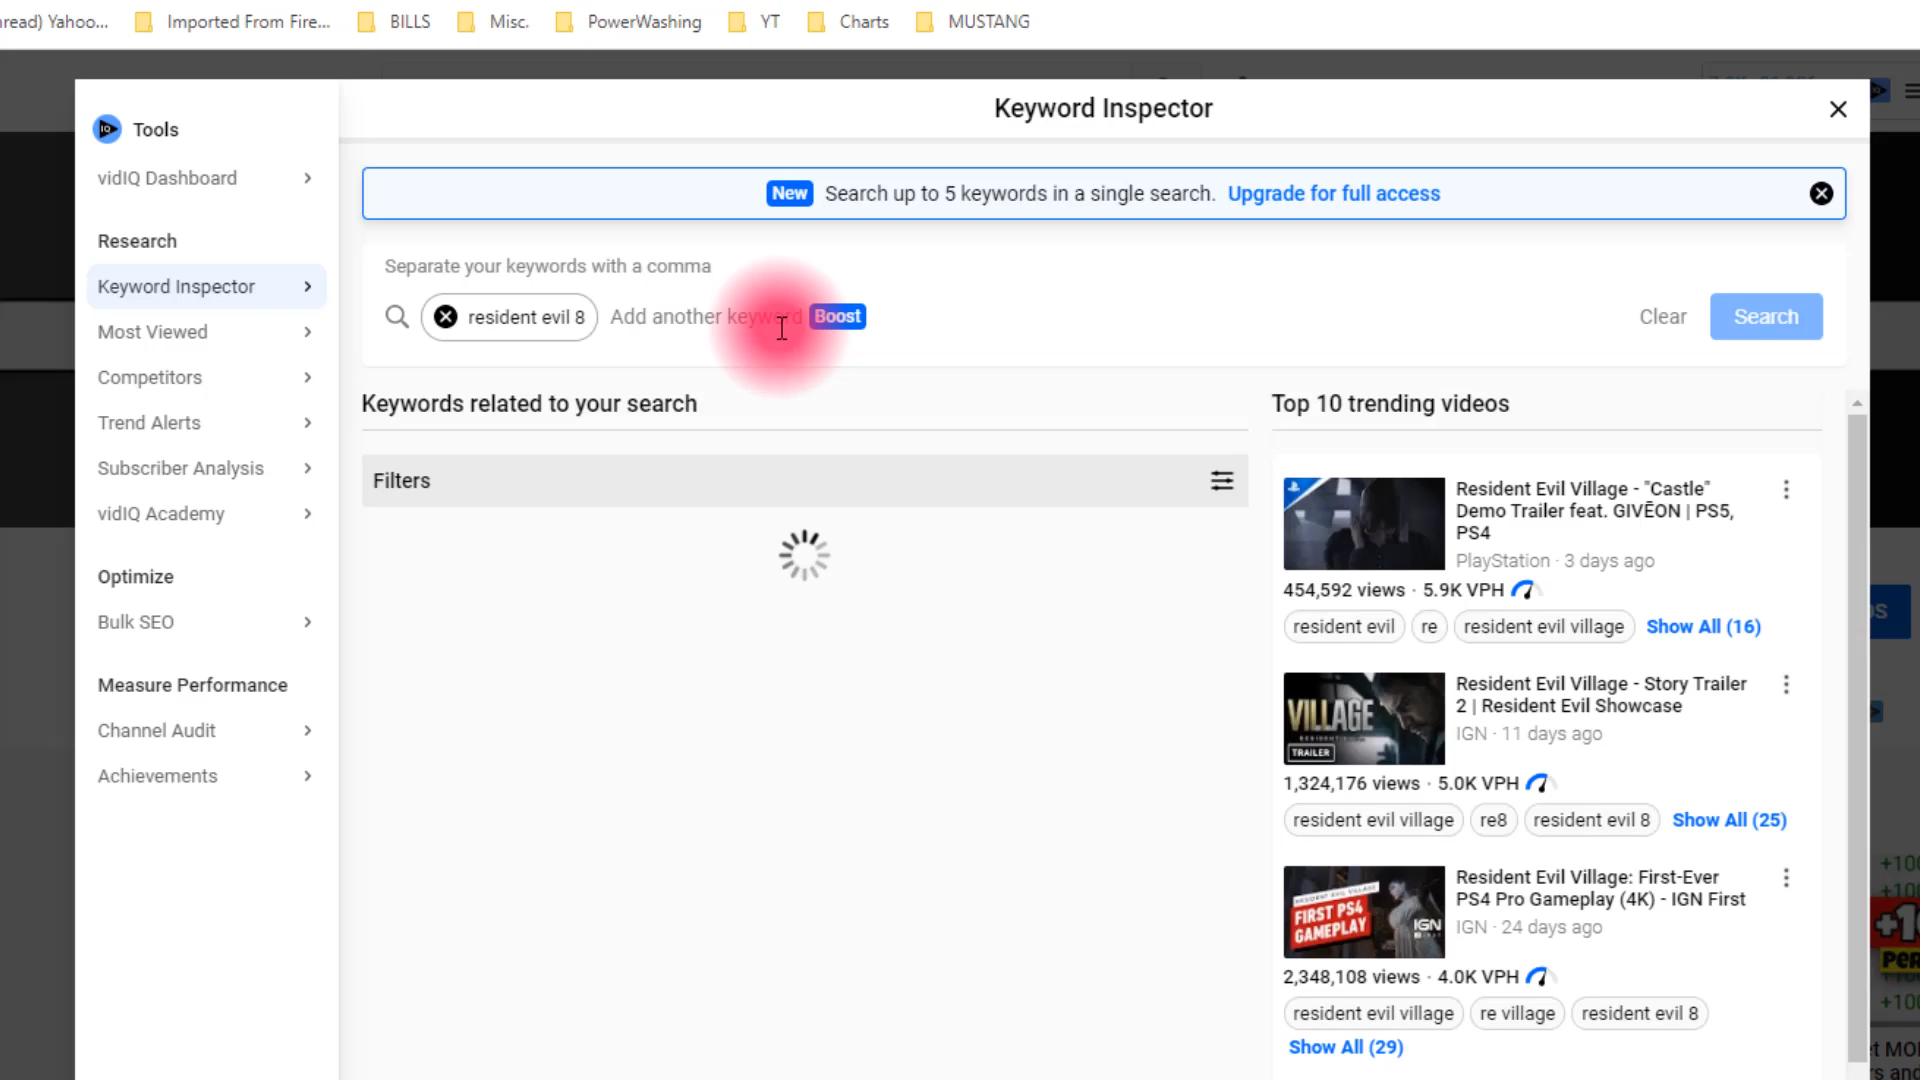 read) Yahoo...
Imported From Fire...
BILLS
Misc.
PowerWashing
YT
Charts
MUSTANG
Tools
vidIQ Dashboard
Research
Keyword Inspector
Most Viewed
Competitors
Trend Alerts
Subscriber Analysis
vidIQ Academy
Optimize
Bulk SEO
Measure Performance
Channel Audit
Achievements
Keyword Inspector
New Search up to 5 keywords in a single search. Upgrade for full access
Separate your keywords with a comma
resident evil 8 Add another keyword Boost
Clear
Search
Keywords related to your search
Filters
Top 10 trending videos
Resident Evil Village - "Castle"
Demo Trailer feat. GIVĒON | PS5,
PS4
PlayStation · 3 days ago
454,592 views · 5.9K VPH
resident evil re resident evil village Show All (16)
VILLAGE
TRAILER
Resident Evil Village - Story Trailer
2 | Resident Evil Showcase
IGN · 11 days ago
1,324,176 views · 5.0K VPH
resident evil village re8 resident evil 8 Show All (25)
RESIDENT EVIL VILLAGE
FIRST PS4
GAMEPLAY
IGN
Resident Evil Village: First-Ever
PS4 Pro Gameplay (4K) - IGN First
IGN · 24 days ago
2,348,108 views · 4.0K VPH
resident evil village re village resident evil 8
Show All (29)